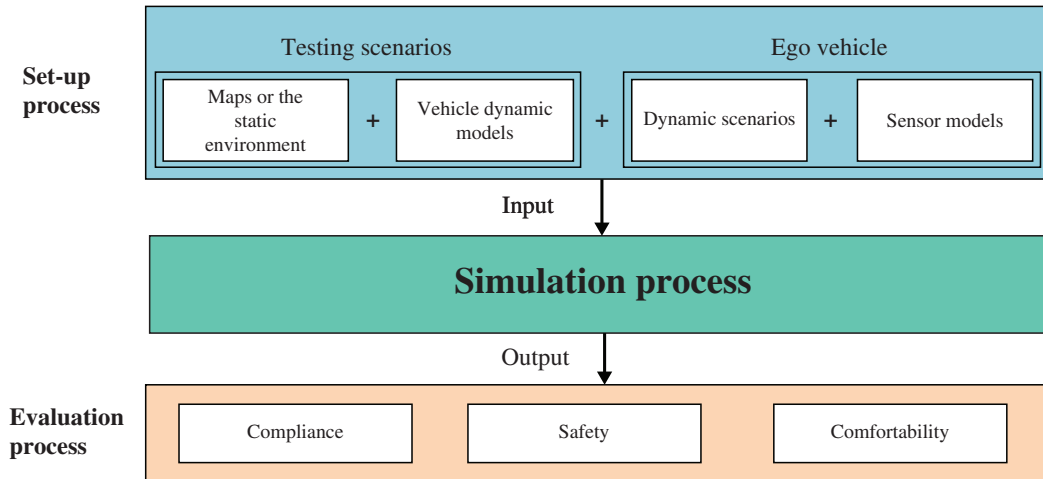 Testing scenarios
Ego vehicle
Set-up
process
Maps or the
static
environment
+
Vehicle dynamic
models
+
Dynamic scenarios
+
Sensor models
Input
Simulation process
Output
Evaluation
process
Compliance
Safety
Comfortability